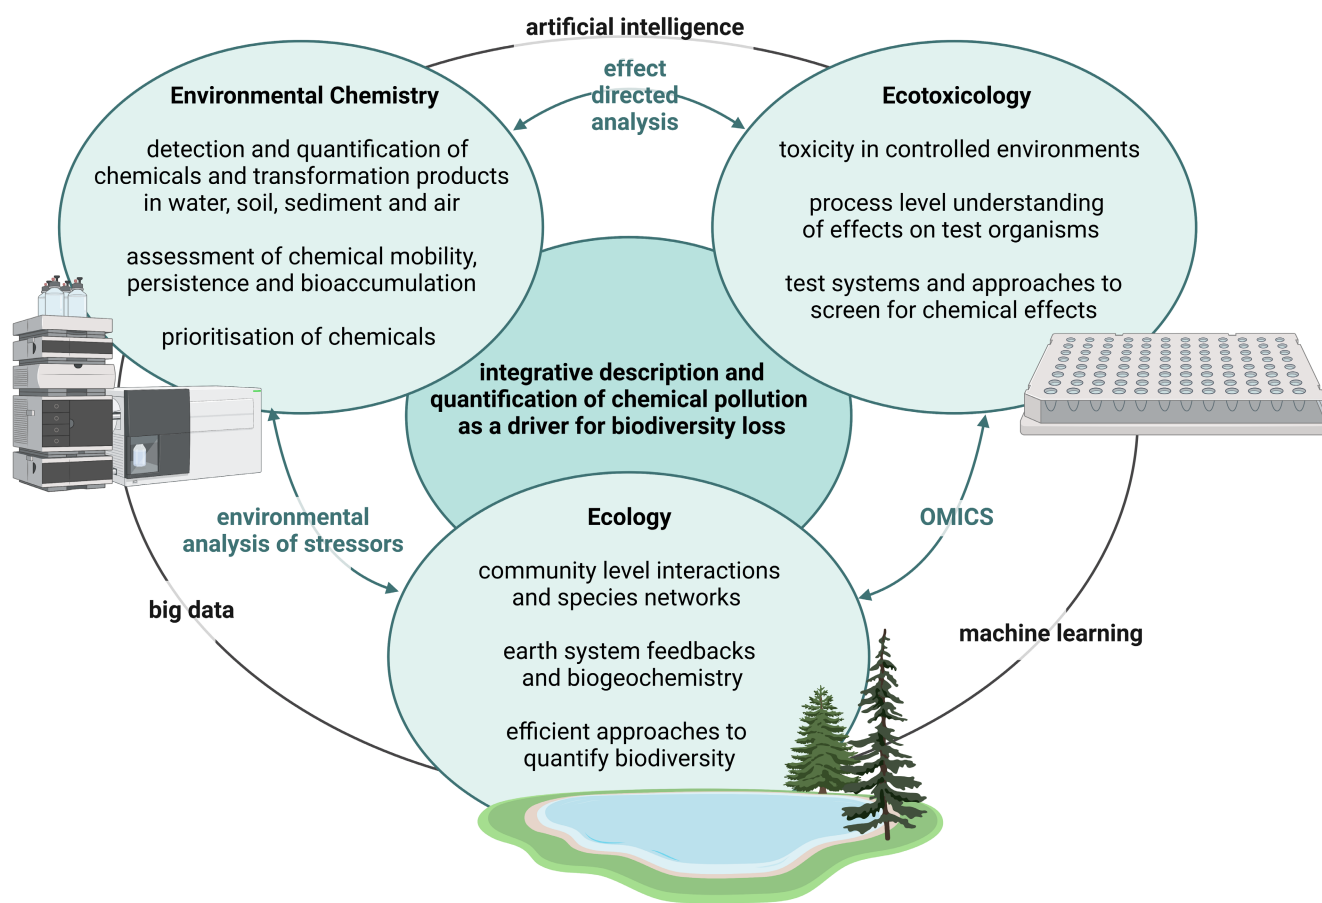 artificial intelligence
effect
directed
analysis
Environmental Chemistry
detection and quantification of
chemicals and transformation products
in water, soil, sediment and air
assessment of chemical mobility,
persistence and bioaccumulation
prioritisation of chemicals
Ecotoxicology
toxicity in controlled environments
process level understanding
of effects on test organisms
test systems and approaches to
screen for chemical effects
integrative description and
quantification of chemical pollution
as a driver for biodiversity loss
environmental
analysis of stressors
OMICS
Ecology
community level interactions
and species networks
earth system feedbacks
and biogeochemistry
efficient approaches to
quantify biodiversity
big data
machine learning